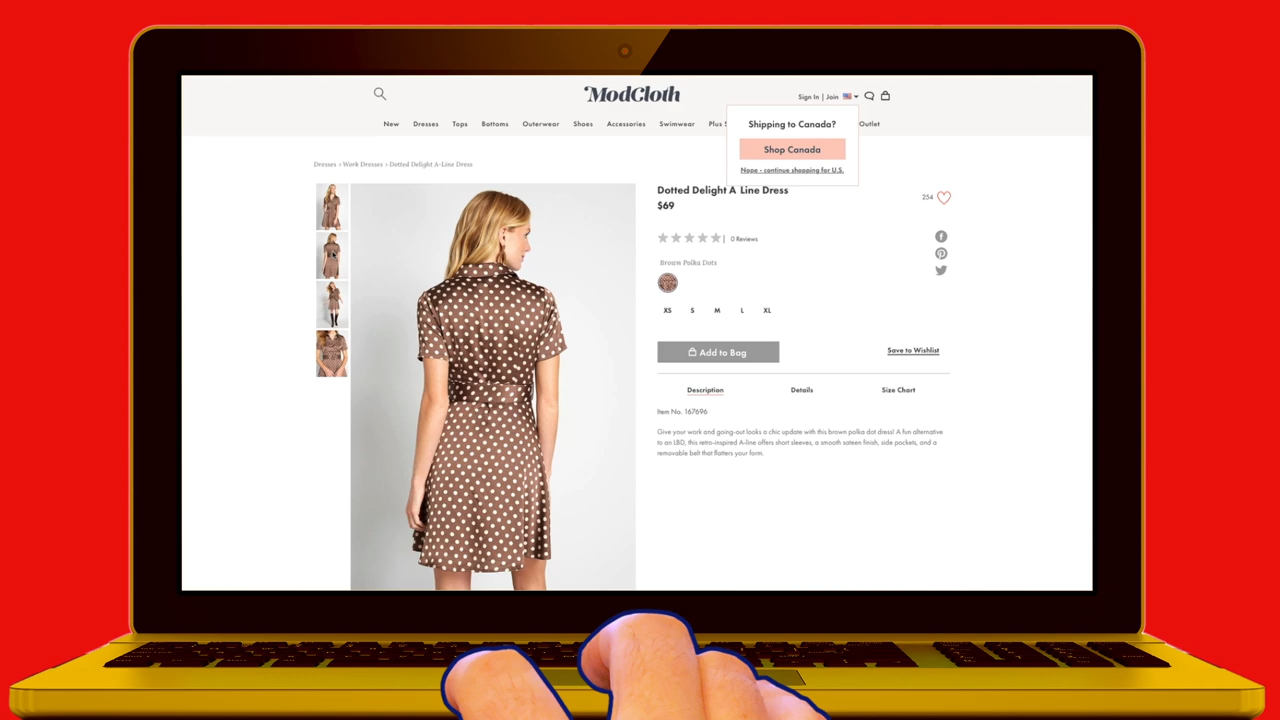 ModCloth
Sign In | Join
New Dresses Tops Bottoms Outerwear Shoes Accessories Swimwear Plus S Outlet
Shipping to Canada?
Shop Canada
Nope - continue shopping for U.S.
Dresses › Work Dresses › Dotted Delight A-Line Dress
Dotted Delight A Line Dress
$69
254
| 0 Reviews
Brown Polka Dots
XS S M L XL
Add to Bag
Save to Wishlist
Description Details Size Chart
Item No. 167696
Give your work and going-out looks a chic update with this brown polka dot dress! A fun alternative
to an LBD, this retro-inspired A-line offers short sleeves, a smooth sateen finish, side pockets, and a
removable belt that flatters your form.